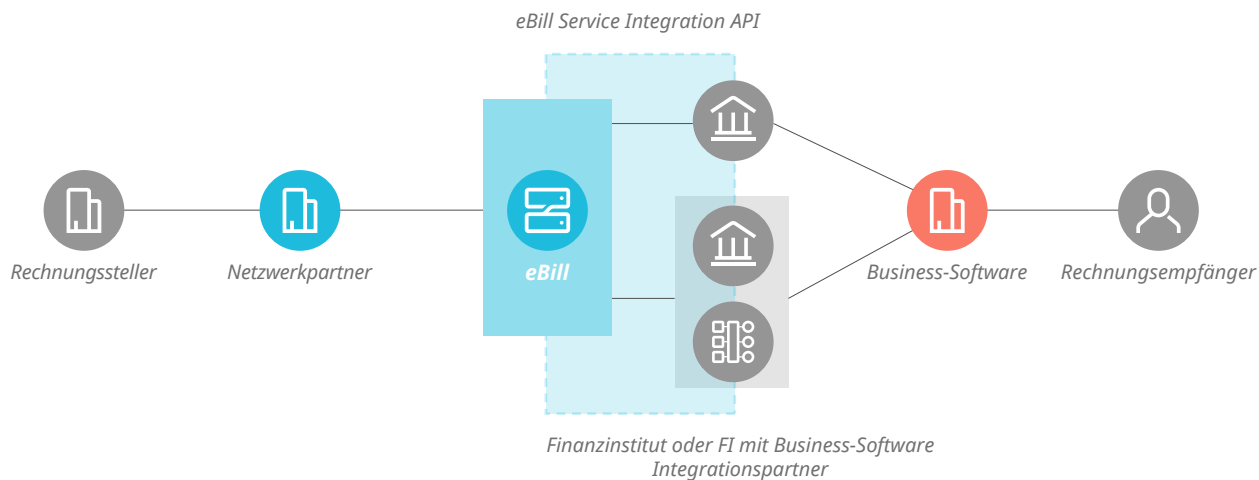 eBill Service Integration API
Rechnungssteller
Netzwerkpartner
eBill
Business-Software
Rechnungsempfänger
Finanzinstitut oder FI mit Business-Software
Integrationspartner